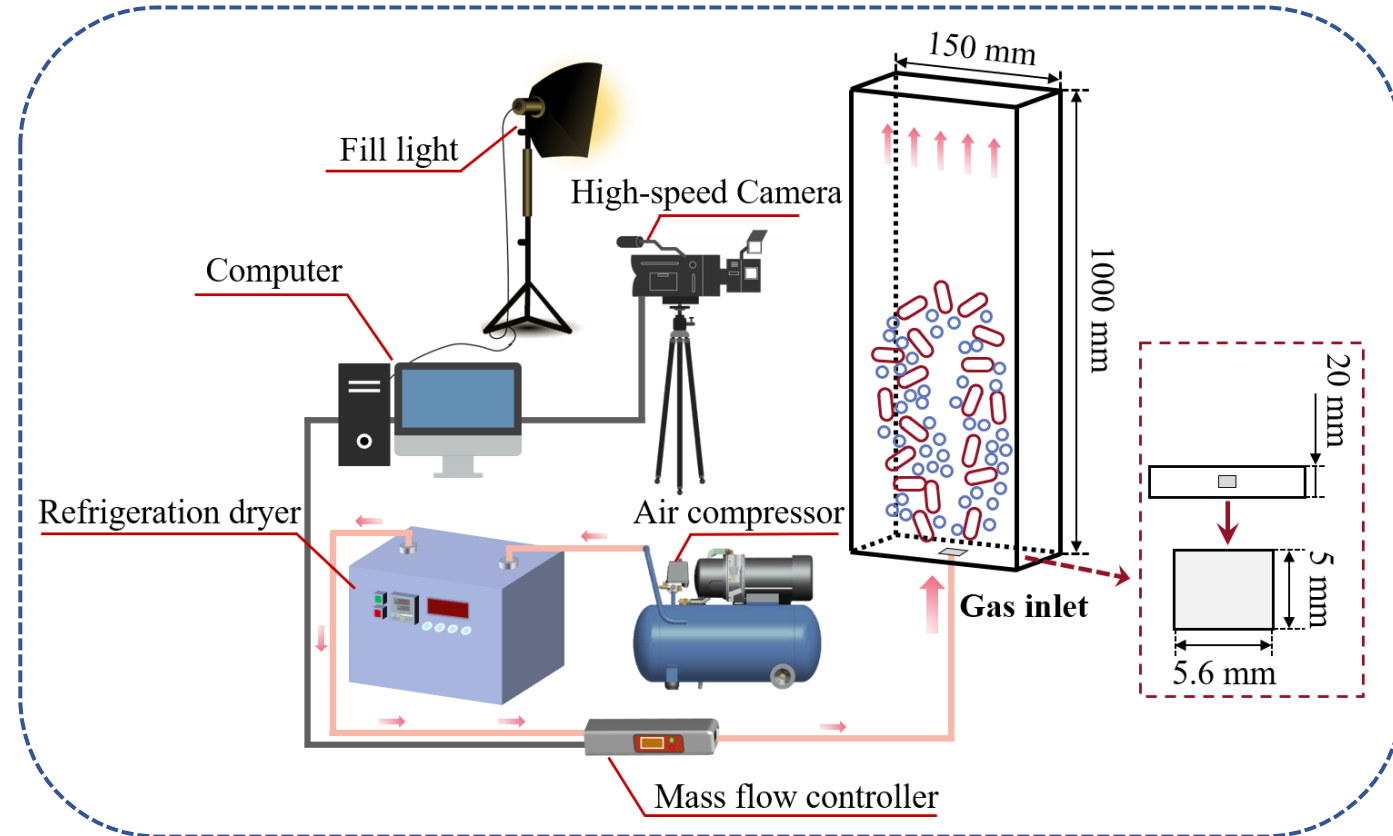 150 mm
Fill light
High-speed Camera
Computer
1000 mm
20 mm
Refrigeration dryer
Air compressor
Gas inlet
5 mm
5.6 mm
Mass flow controller